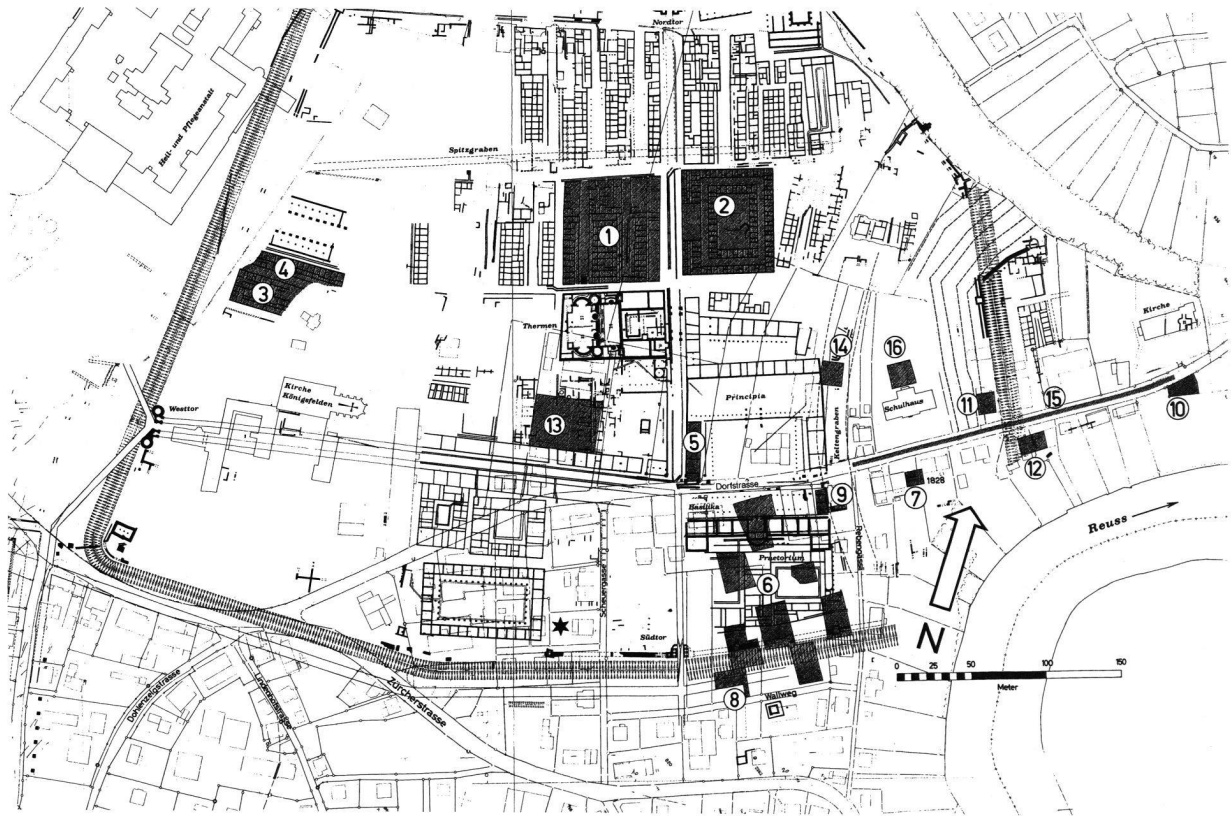 Nordtor
Heil- und Pflegeanstalt
Spitzgraben
1
2
4
3
Thermen
Kirche
14
16
Kirche
Königsfelden
Principia
Schulhaus
Westtor
11
15
10
13
5
Keltengraben
12
Dorfstrasse
9
7
1828
Basilika
Reuss
Praetorium
6
Scheuergasse
N
Südtor
0 25 50 100 150
Meter
8
Wallweg
Dohlenzelgstrasse
Zürcherstrasse